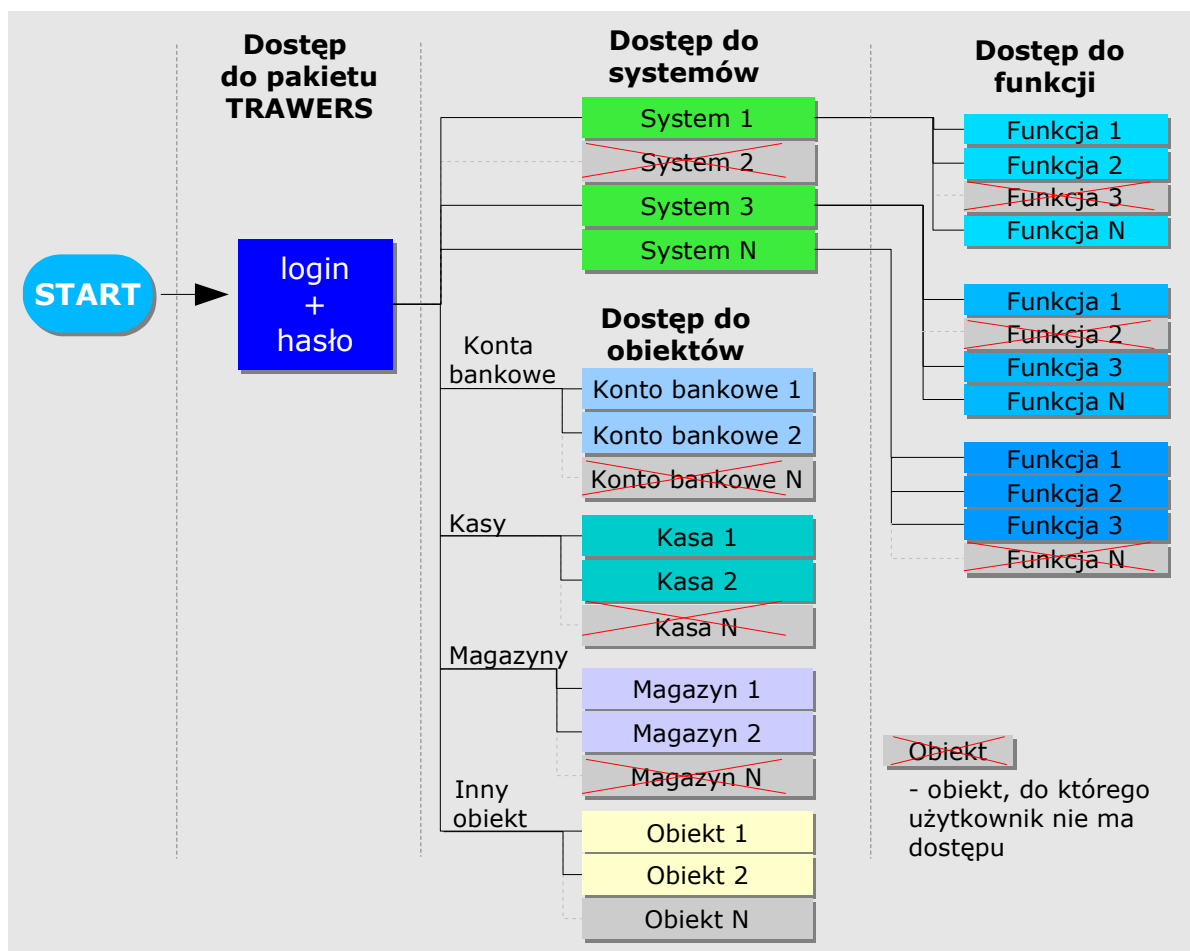 Dostęp
do pakietu
TRAWERS
Dostęp do
systemów
Dostęp do
funkcji
START
login
+
hasło
System 1
System 2
System 3
System N
Funkcja 1
Funkcja 2
Funkcja 3
Funkcja N
Funkcja 1
Funkcja 2
Funkcja 3
Funkcja N
Funkcja 1
Funkcja 2
Funkcja 3
Funkcja N
Dostęp do
obiektów
Konta
bankowe
Konto bankowe 1
Konto bankowe 2
Konto bankowe N
Kasy
Kasa 1
Kasa 2
Kasa N
Magazyny
Magazyn 1
Magazyn 2
Magazyn N
Inny
obiekt
Obiekt 1
Obiekt 2
Obiekt N
Obiekt
- obiekt, do którego
użytkownik nie ma
dostępu